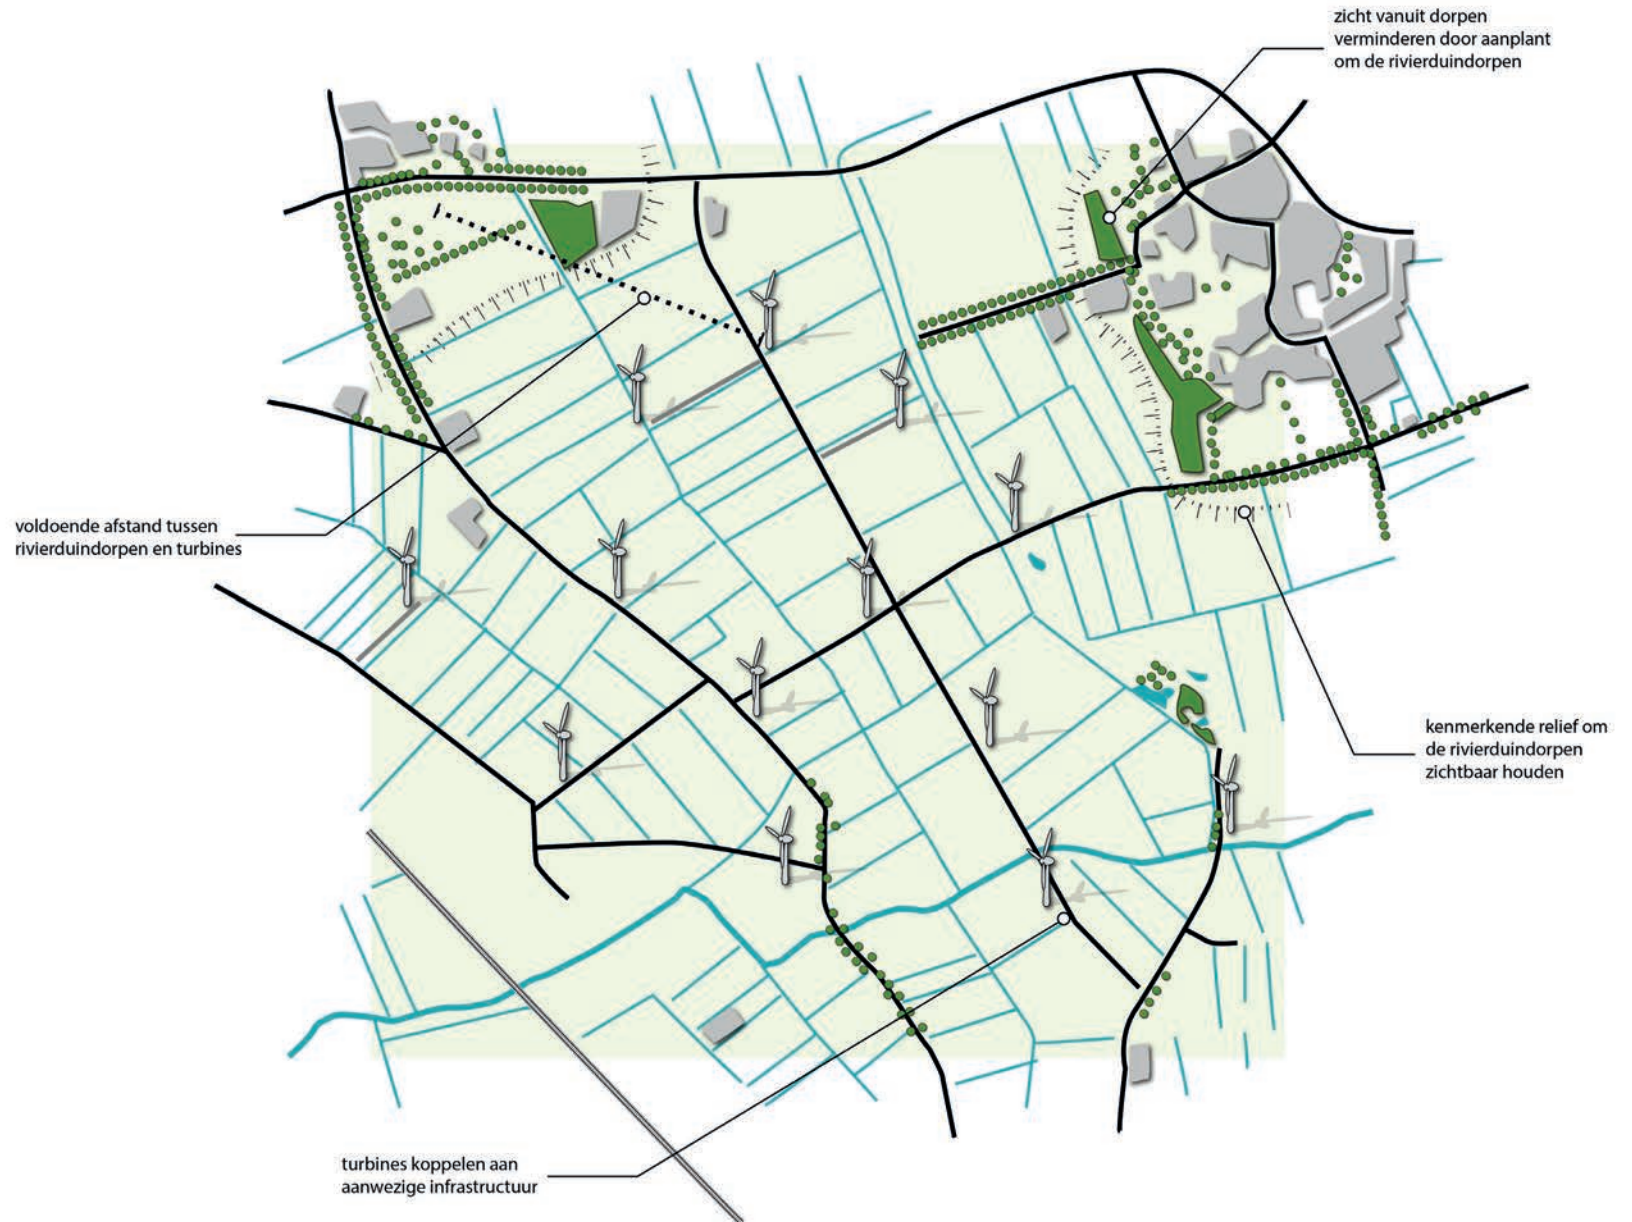 zicht vanuit dorpen
verminderen door aanplant
om de rivierduindorpen
voldoende afstand tussen
rivierduindorpen en turbines
kenmerkende relief om
de rivierduindorpen
zichtbaar houden
turbines koppelen aan
aanwezige infrastructuur